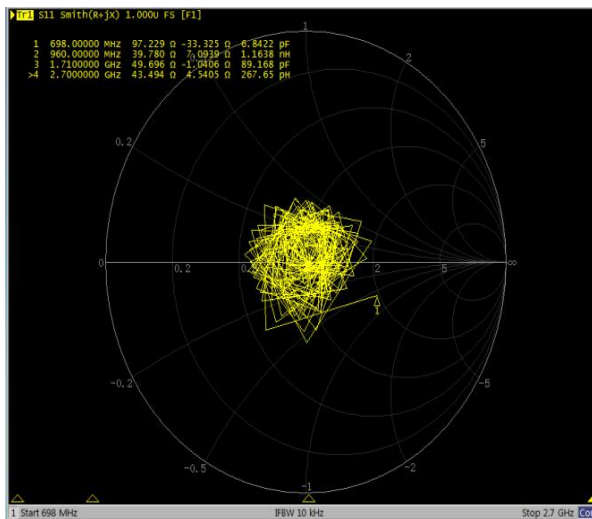 Tr1 S11 Smith(R+jX) 1.000U FS [F1]
1 698.00000 MHz 97.229 Ω -33.325 Ω 6.8422 pF
2 960.00000 MHz 39.780 Ω 7.0939 Ω 1.1638 nH
3 1.7100000 GHz 49.696 Ω -1.0406 Ω 89.168 pF
>4 2.7000000 GHz 43.494 Ω 4.5405 Ω 267.65 pH
1
2
0.2
5
0
0.2
2
5
∞
1
-0.2
-5
-0.5
-2
-1
1 Start 698 MHz IFBW 10 kHz Stop 2.7 GHz